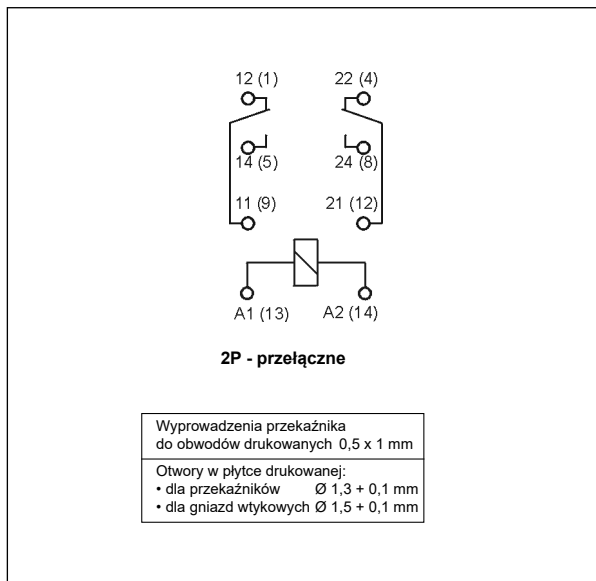 12 (1) 22 (4)
14 (5) 24 (8)
11 (9) 21 (12)
A1 (13) A2 (14)
2P - przełączne
Wyprowadzenia przekaźnika
do obwodów drukowanych 0,5 x 1 mm
Otwory w płytce drukowanej:
• dla przekaźników Ø 1,3 + 0,1 mm
• dla gniazd wtykowych Ø 1,5 + 0,1 mm